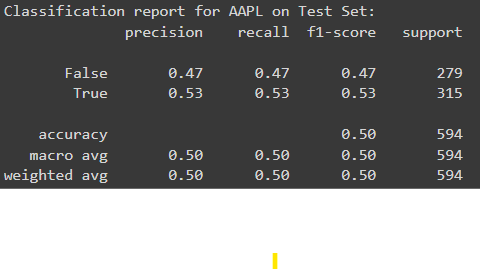 Classification report for AAPL on Test Set:
precision recall f1-score support
False 0.47 0.47 0.47 279
True 0.53 0.53 0.53 315
accuracy 0.50 594
macro avg 0.50 0.50 0.50 594
weighted avg 0.50 0.50 0.50 594